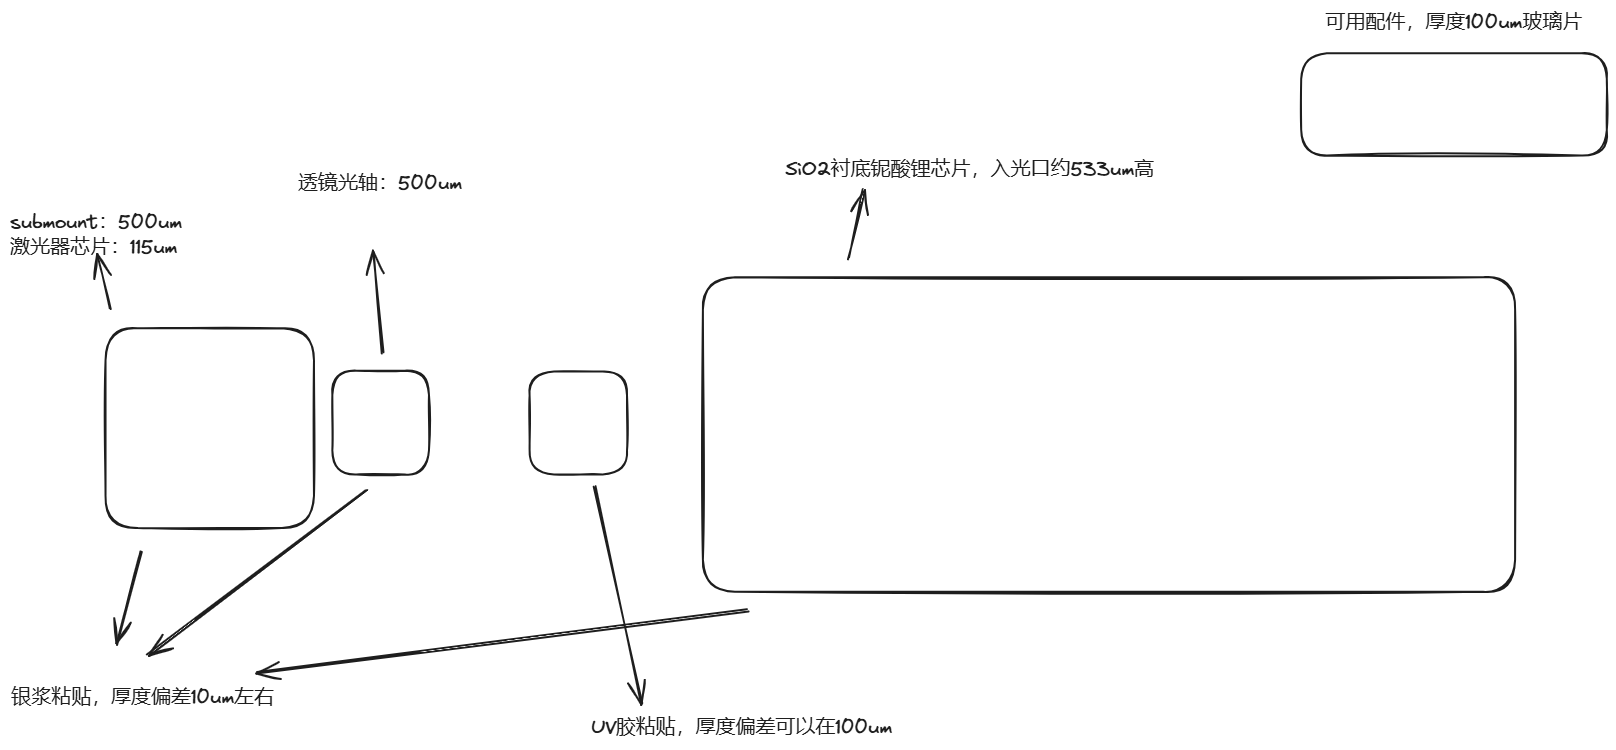 可用配件，厚度100um玻璃片
SiO2衬底铌酸锂芯片，入光口约533um高
透镜光轴：500um
submount：500um
激光器芯片：115um
银浆粘贴，厚度偏差10um左右
UV胶粘贴，厚度偏差可以在100um